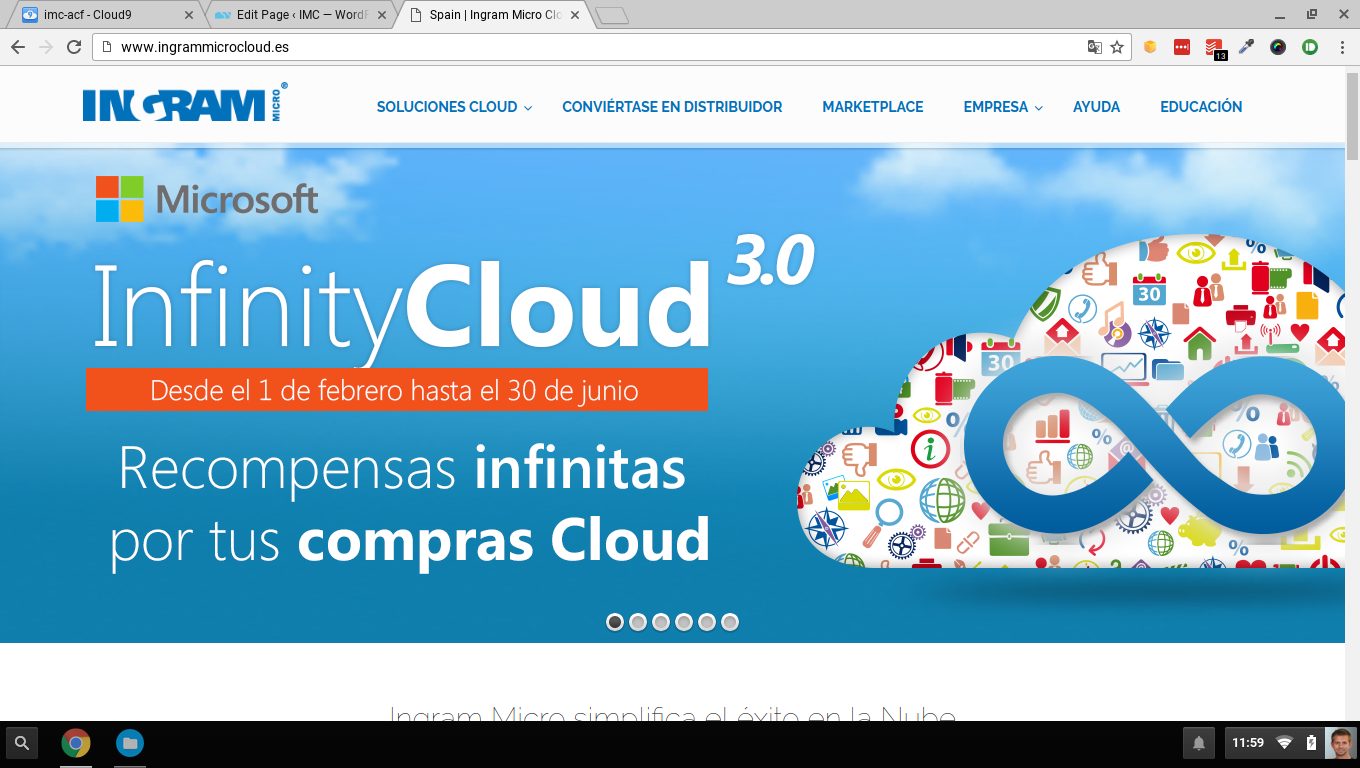 imc-acf - Cloud9
Edit Page ‹ IMC — WordP
Spain | Ingram Micro Clo
www.ingrammicrocloud.es
13
INGRAM MICRO®
SOLUCIONES CLOUD
CONVIÉRTASE EN DISTRIBUIDOR
MARKETPLACE
EMPRESA
AYUDA
EDUCACIÓN
Microsoft
InfinityCloud 3.0
Desde el 1 de febrero hasta el 30 de junio
Recompensas infinitas
por tus compras Cloud
30
30
%
%
%
%
%
i
Ingram Micro simplifica el éxito en la Nube
11:59